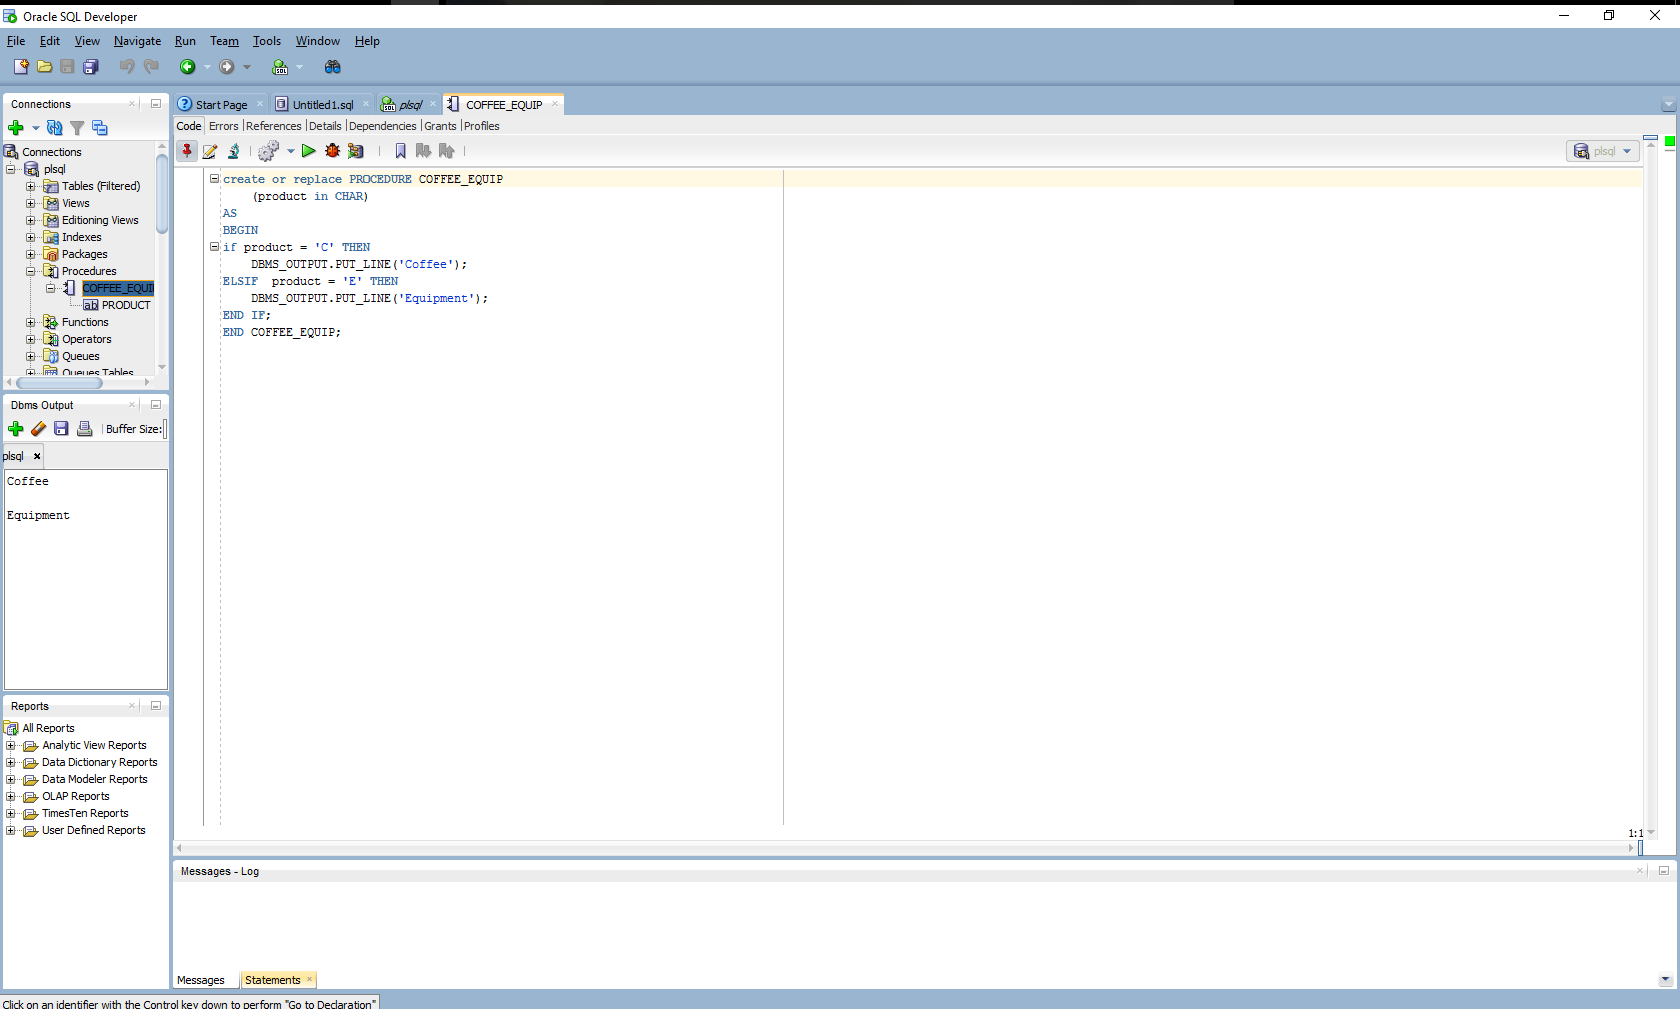 Oracle SQL Developer
File Edit View Navigate Run Team Tools Window Help
Connections
Connections
plsql
Tables (Filtered)
Views
Editioning Views
Indexes
Packages
Procedures
COFFEE_EQUI
PRODUCT
Functions
Operators
Queues
Queues Tables
Dbms Output
Buffer Size:
plsql
Coffee
Equipment
Reports
All Reports
Analytic View Reports
Data Dictionary Reports
Data Modeler Reports
OLAP Reports
TimesTen Reports
User Defined Reports
Start Page Untitled1.sql plsql COFFEE_EQUIP
Code Errors References Details Dependencies Grants Profiles
plsql
create or replace PROCEDURE COFFEE_EQUIP
(product in CHAR)
AS
BEGIN
if product = 'C' THEN
DBMS_OUTPUT.PUT_LINE('Coffee');
ELSIF  product = 'E' THEN
DBMS_OUTPUT.PUT_LINE('Equipment');
END IF;
END COFFEE_EQUIP;
1:1
Messages - Log
Messages Statements
Click on an identifier with the Control key down to perform "Go to Declaration"